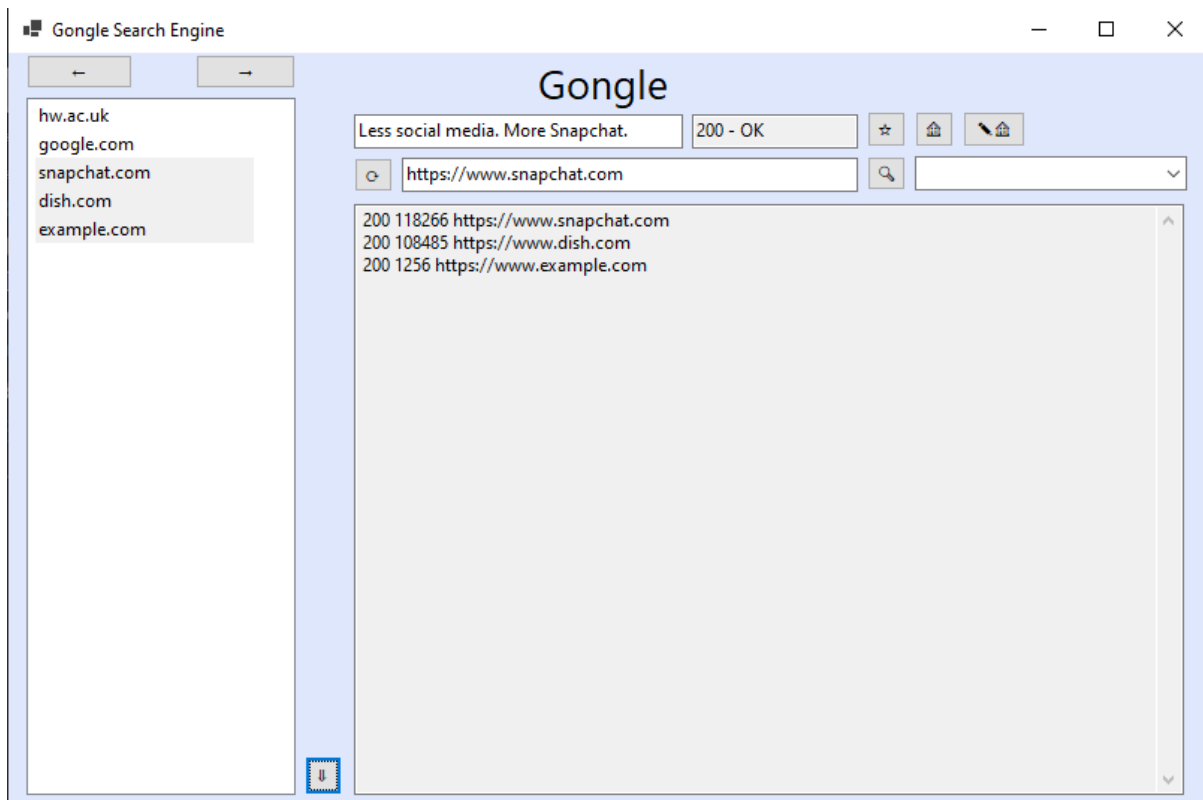 Gongle Search Engine
← →
Gongle
hw.ac.uk
google.com
snapchat.com
dish.com
example.com
Less social media. More Snapchat.
200 - OK
https://www.snapchat.com
200 118266 https://www.snapchat.com
200 108485 https://www.dish.com
200 1256 https://www.example.com
⇓